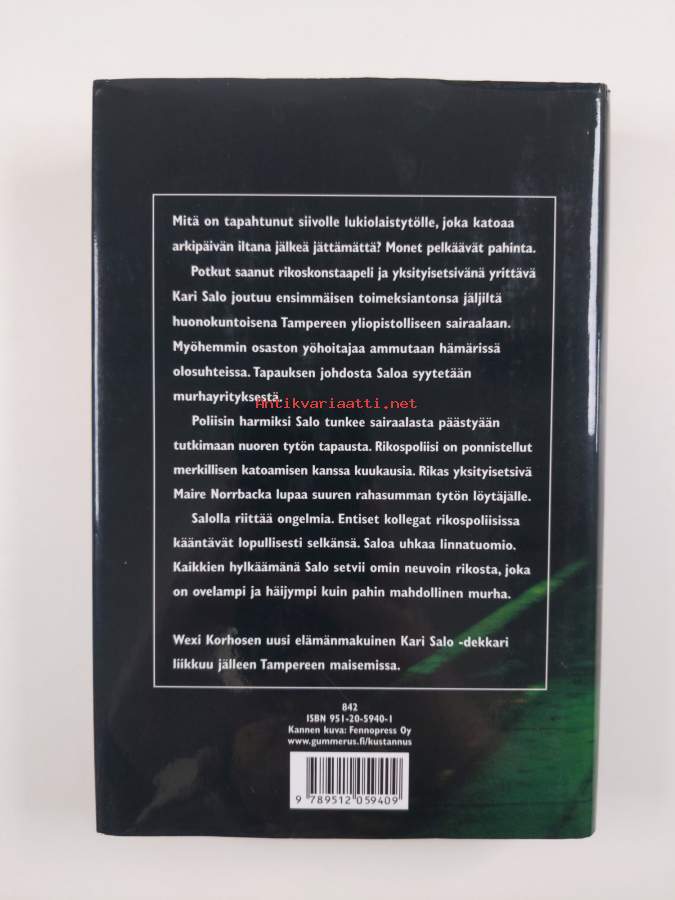 Mitä on tapahtunut siivolle lukiolaistytölle, joka katoaa
arkipäivän iltana jälkeä jättämättä? Monet pelkäävät pahinta.
Potkut saanut rikoskonstaapeli ja yksityisetsivänä yrittävä
Kari Salo joutuu ensimmäisen toimeksiantonsa jäljiltä
huonokuntoisena Tampereen yliopistolliseen sairaalaan.
Myöhemmin osaston yöhoitajaa ammutaan hämärissä
olosuhteissa. Tapauksen johdosta Saloa syytetään
murhayrityksestä.
Antikvariaatti.net
Poliisin harmiksi Salo tunkee sairaalasta päästyään
tutkimaan nuoren tytön tapausta. Rikospoliisi on ponnistellut
merkillisen katoamisen kanssa kuukausia. Rikas yksityisetsivä
Maire Norrbacka lupaa suuren rahasumman tytön löytäjälle.
Salolla riittää ongelmia. Entiset kollegat rikospoliisissa
kääntävät lopullisesti selkänsä. Saloa uhkaa linnatuomio.
Kaikkien hylkäämänä Salo setvii omin neuvoin rikosta, joka
on ovelampi ja häijympi kuin pahin mahdollinen murha.
Wexi Korhosen uusi elämänmakuinen Kari Salo -dekkari
liikkuu jälleen Tampereen maisemissa.
842
ISBN 951-20-5940-1
Kannen kuva: Fennopress Oy
www.gummerus.fi/kustannus
9 789512 059409